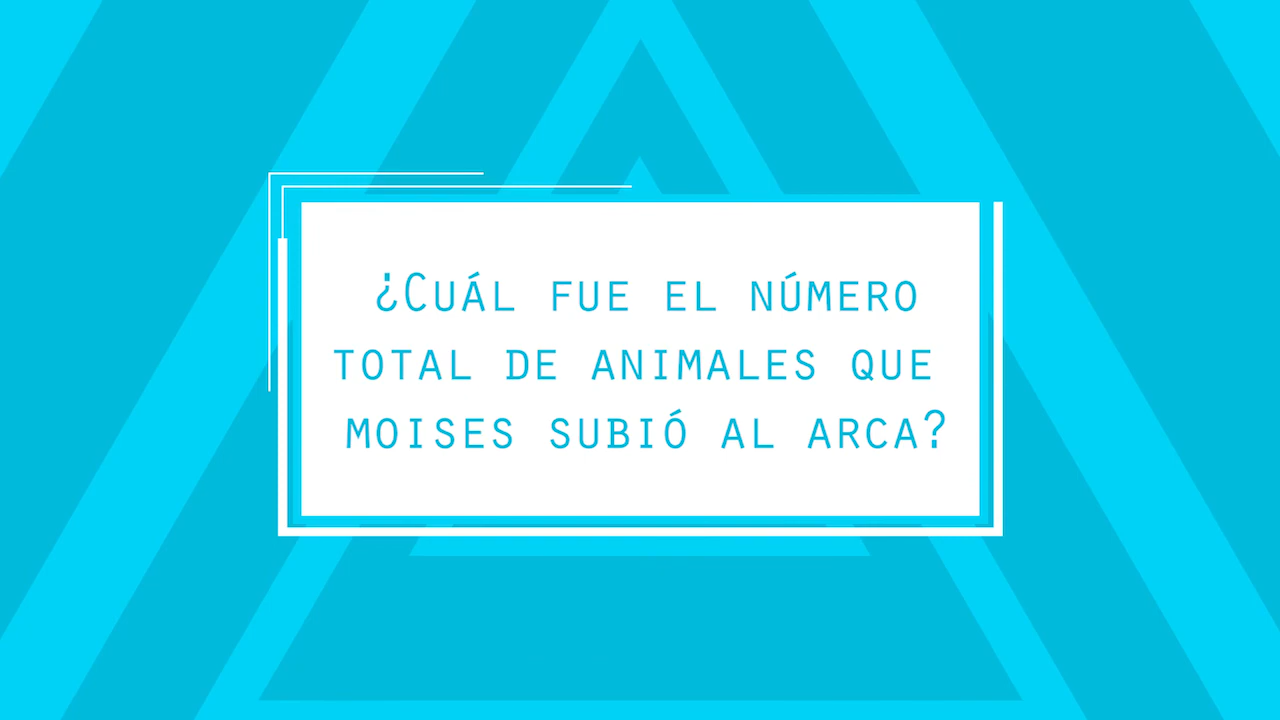 ¿Cuál fue el número
total de animales que
moises subió al arca?